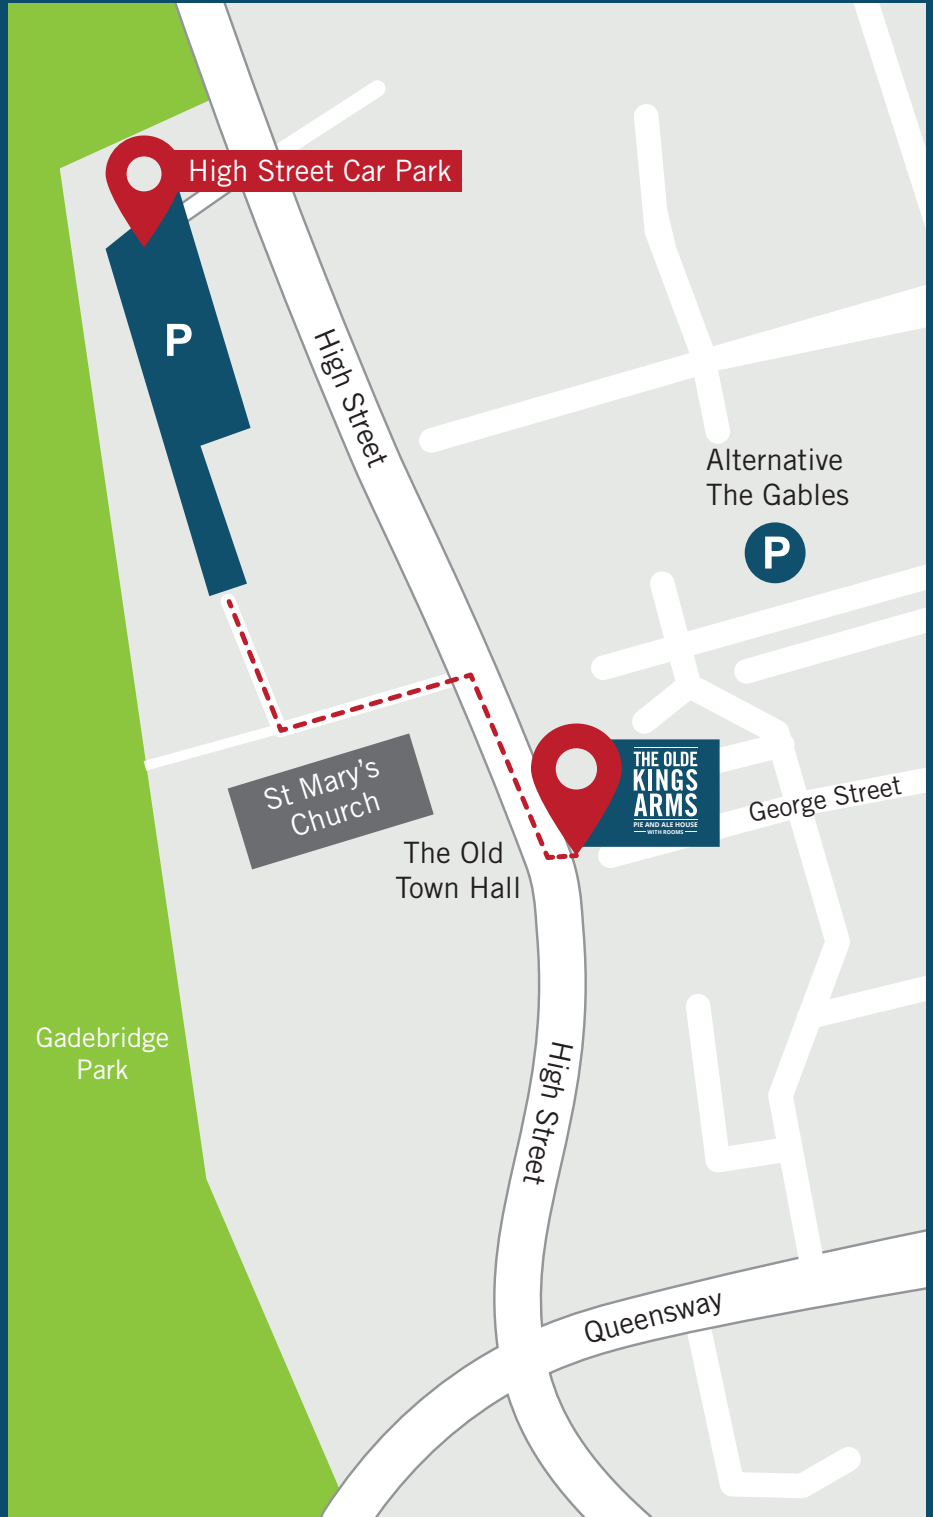 High Street Car Park
P
High Street
Alternative
The Gables
P
St Mary's
Church
The Old
Town Hall
THE OLDE
KINGS
ARMS
PIE AND ALE HOUSE
WITH ROOMS
George Street
Gadebridge
Park
High Street
Queensway